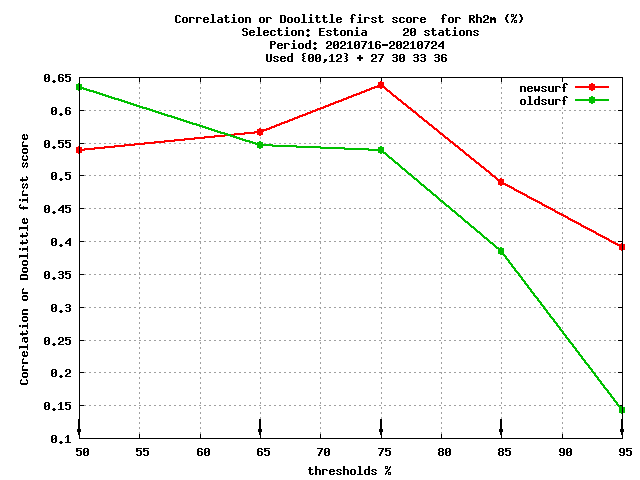 Correlation or Doolittle first score  for Rh2m (%)
Selection: Estonia     20 stations
Period: 20210716-20210724
Used {00,12} + 27 30 33 36
newsurf
oldsurf
Correlation or Doolittle first score
0.65
0.6
0.55
0.5
0.45
0.4
0.35
0.3
0.25
0.2
0.15
0.1
50 55 60 65 70 75 80 85 90 95
thresholds %